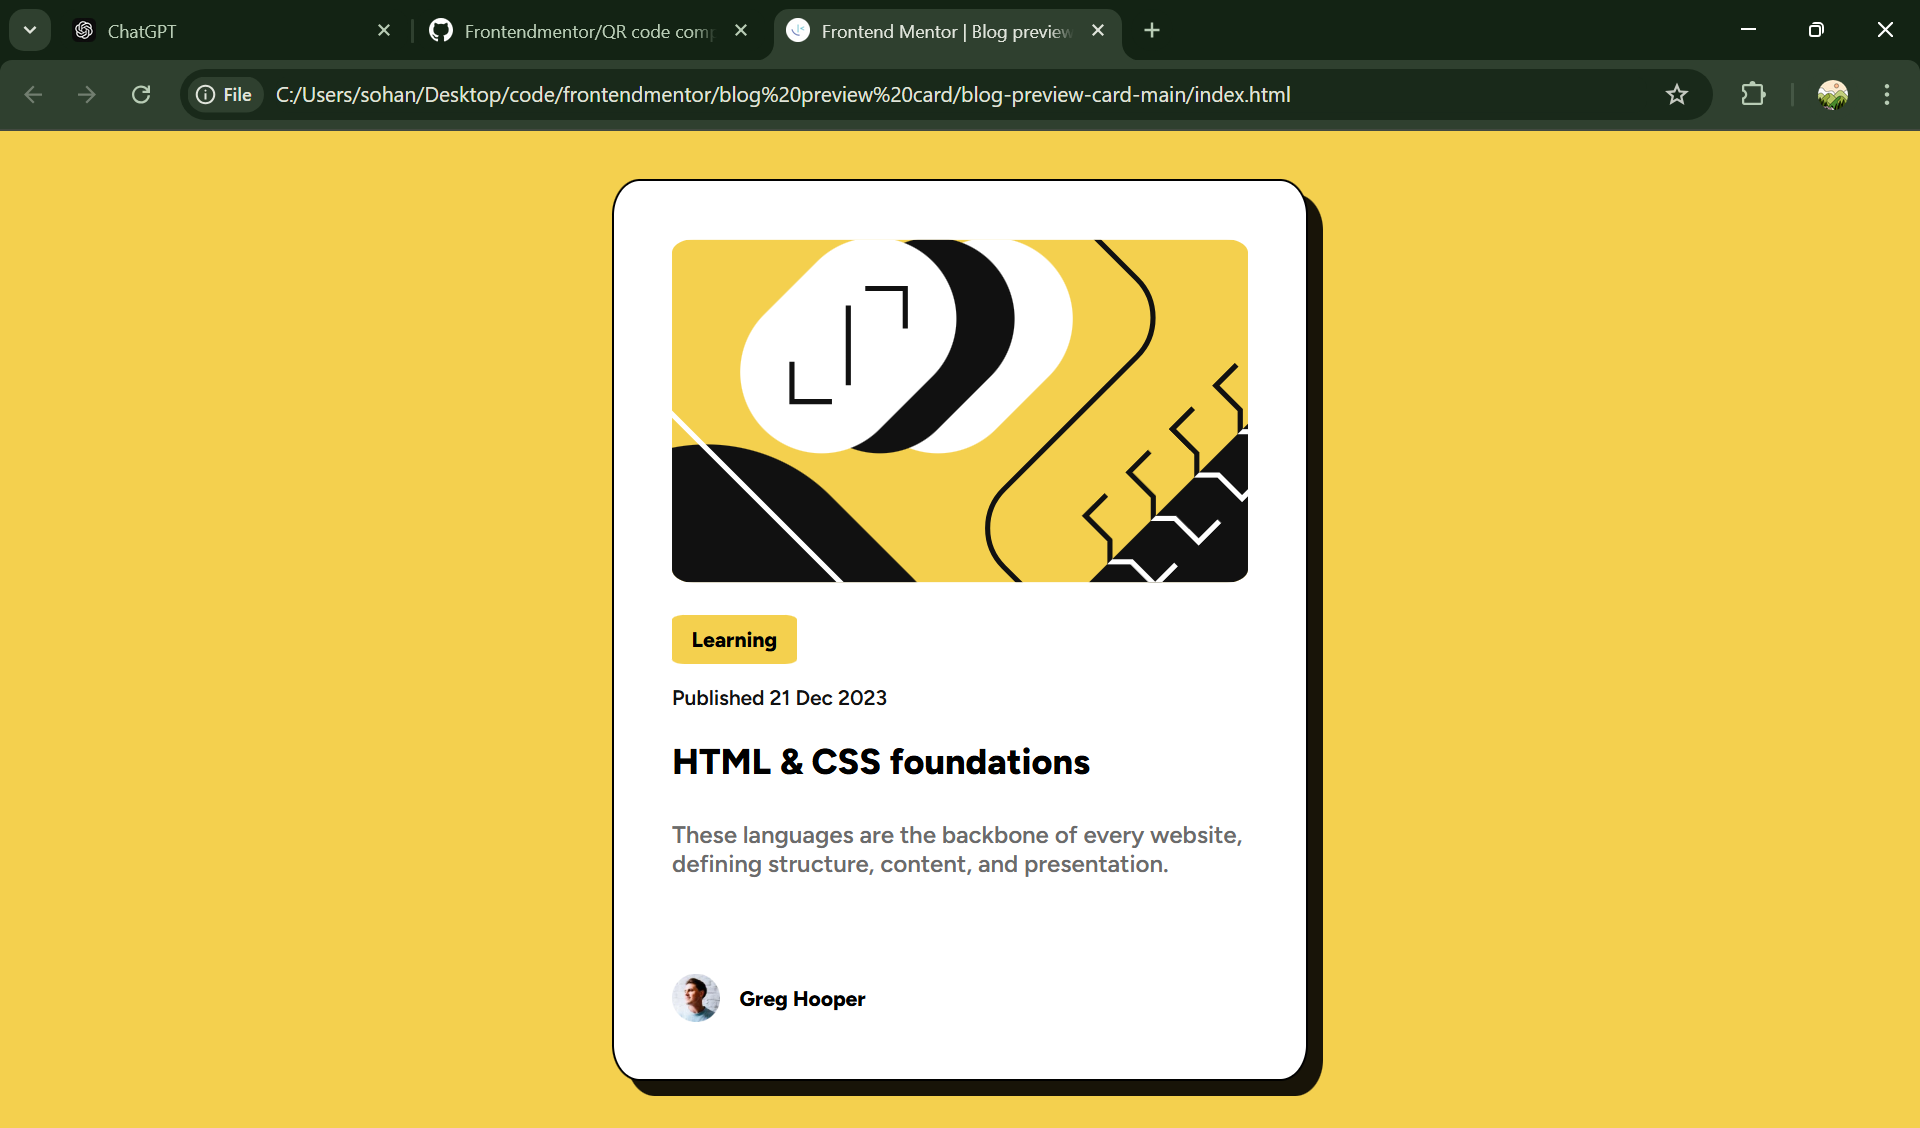 ChatGPT
Frontendmentor/QR code com
Frontend Mentor | Blog preview
File
C:/Users/sohan/Desktop/code/frontendmentor/blog%20preview%20card/blog-preview-card-main/index.html
Learning
Published 21 Dec 2023
HTML & CSS foundations
These languages are the backbone of every website,
defining structure, content, and presentation.
Greg Hooper